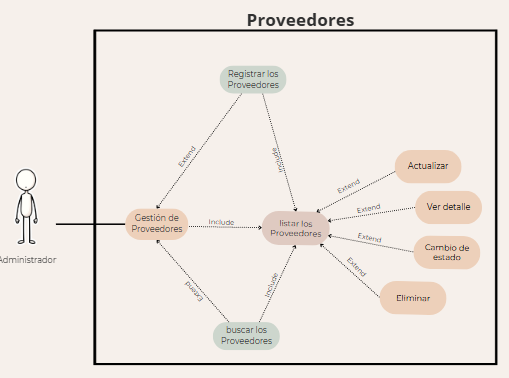 Proveedores
Registrar los
Proveedores
Extend
Include
Actualizar
Extend
Ver detalle
Extend
Gestión de
Proveedores
Include
listar los
Proveedores
Extend
Cambio de
estado
Extend
Eliminar
Administrador
Extend
Include
buscar los
Proveedores